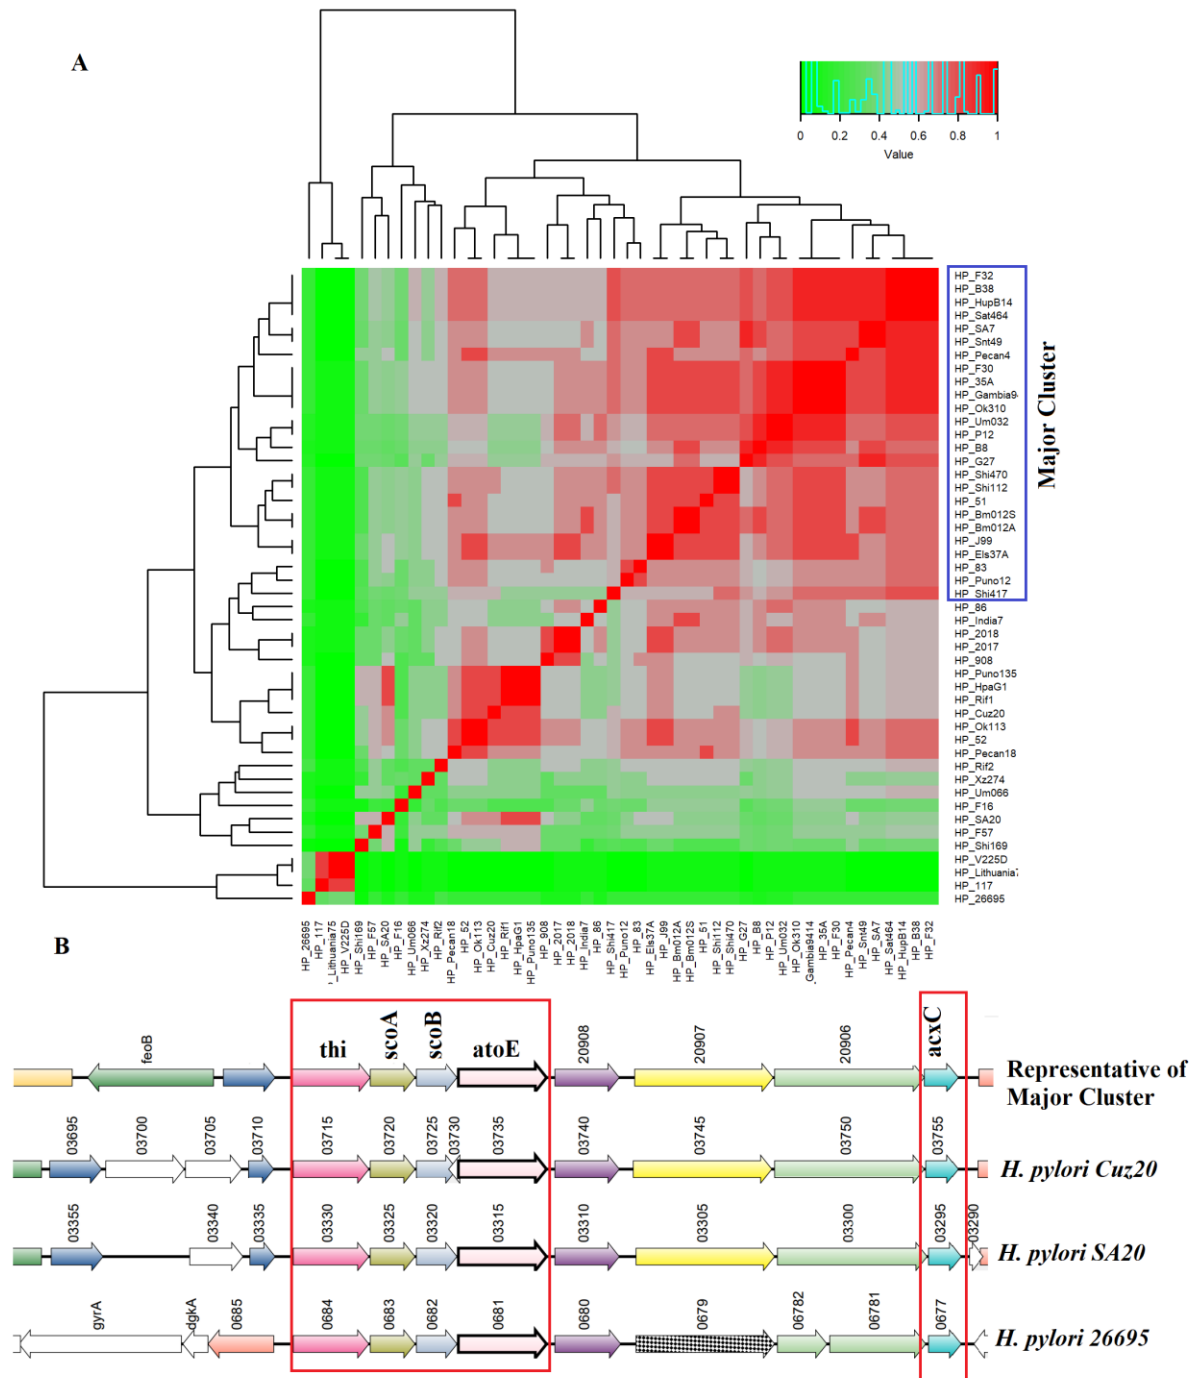 A
0 0.2 0.4 0.6 0.8 1
Value
HP_F32
HP_B38
HP_HupB14
HP_Sat464
HP_SA7
HP_Snt49
HP_Pecan4
HP_F30
HP_35A
HP_Gambia9
HP_Ok310
HP_Um032
HP_P12
HP_B8
HP_G27
HP_Shi470
HP_Shi112
HP_51
HP_Bm012S
HP_Bm012A
HP_J99
HP_Els37A
HP_83
HP_Puno12
HP_Shi417
HP_86
HP_India7
HP_2018
HP_2017
HP_908
HP_Puno135
HP_HpaG1
HP_Rif1
HP_Cuz20
HP_Ok113
HP_52
HP_Pecan18
HP_Rif2
HP_Xz274
HP_Um066
HP_F16
HP_SA20
HP_F57
HP_Shi169
HP_V225D
HP_Lithuania7
HP_117
HP_26695
Major Cluster
HP_26695
HP_117
_Lithuania75
HP_V225D
HP_Shi169
HP_F57
HP_SA20
HP_F16
HP_Um066
HP_Xz274
HP_Rif2
HP_Pecan18
HP_52
HP_Ok113
HP_Cuz20
HP_Rif1
HP_HpaG1
HP_Puno135
HP_908
HP_2017
HP_2018
HP_India7
HP_86
HP_Shi417
HP_Puno12
HP_83
HP_Els37A
HP_J99
HP_Bm012A
HP_Bm012S
HP_51
HP_Shi112
HP_Shi470
HP_G27
HP_B8
HP_P12
HP_Um032
HP_Ok310
_Gambia9414
HP_35A
HP_F30
HP_Pecan4
HP_Snt49
HP_SA7
HP_Sat464
HP_HupB14
HP_B38
HP_F32
B
feoB thi scoA scoB atoE 20908 20907 20906 acxC
Representative of
Major Cluster
03695 03700 03705 03710 03715 03720 03725 03730 03735 03740 03745 03750 03755
H. pylori Cuz20
03355 03340 03335 03330 03325 03320 03315 03310 03305 03300 03295 03290
H. pylori SA20
gyrA dgkA 0685 0684 0683 0682 0681 0680 0679 06782 06781 0677
H. pylori 26695